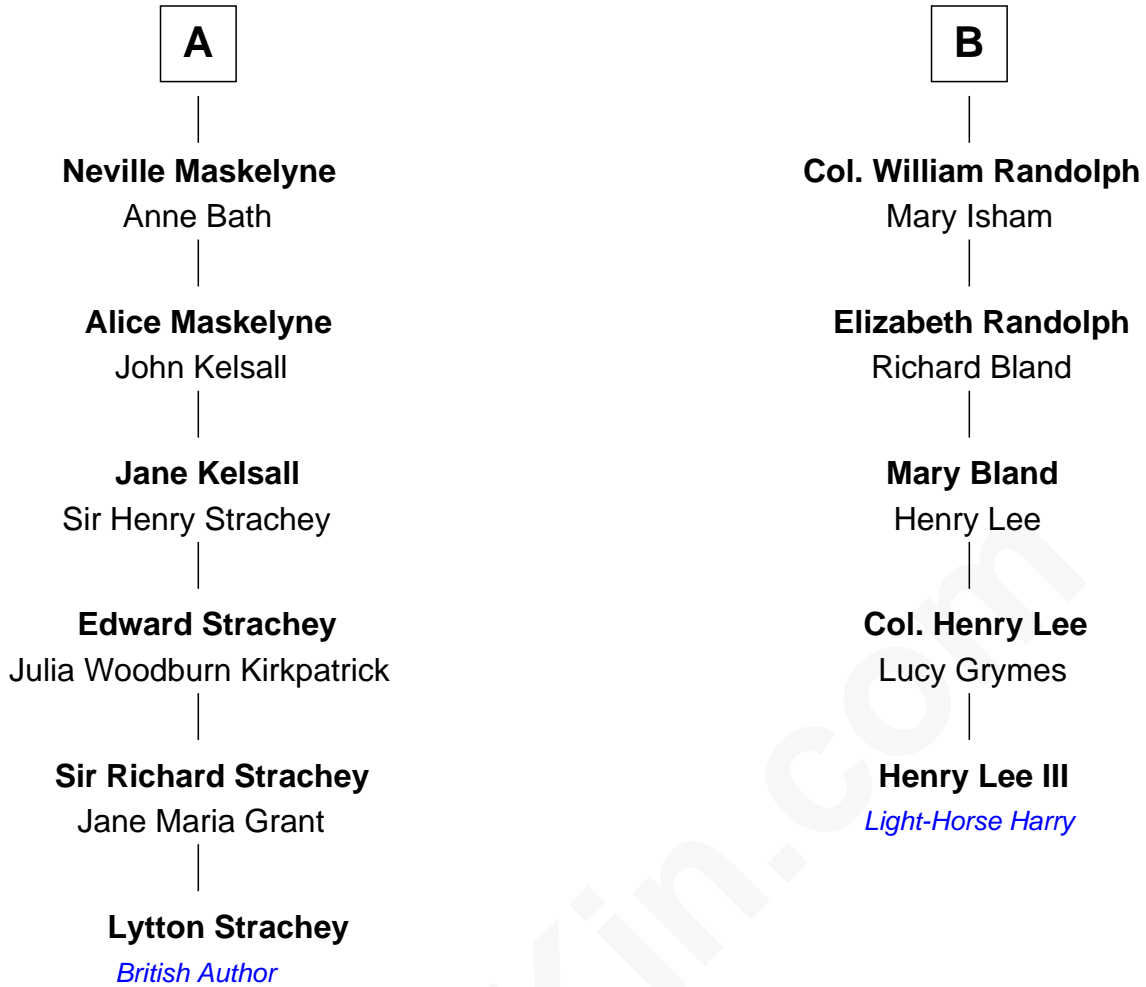 A
Neville Maskelyne
Anne Bath
Alice Maskelyne
John Kelsall
Jane Kelsall
Sir Henry Strachey
Edward Strachey
Julia Woodburn Kirkpatrick
Sir Richard Strachey
Jane Maria Grant
Lytton Strachey
British Author
B
Col. William Randolph
Mary Isham
Elizabeth Randolph
Richard Bland
Mary Bland
Henry Lee
Col. Henry Lee
Lucy Grymes
Henry Lee III
Light-Horse Harry
Kin.com